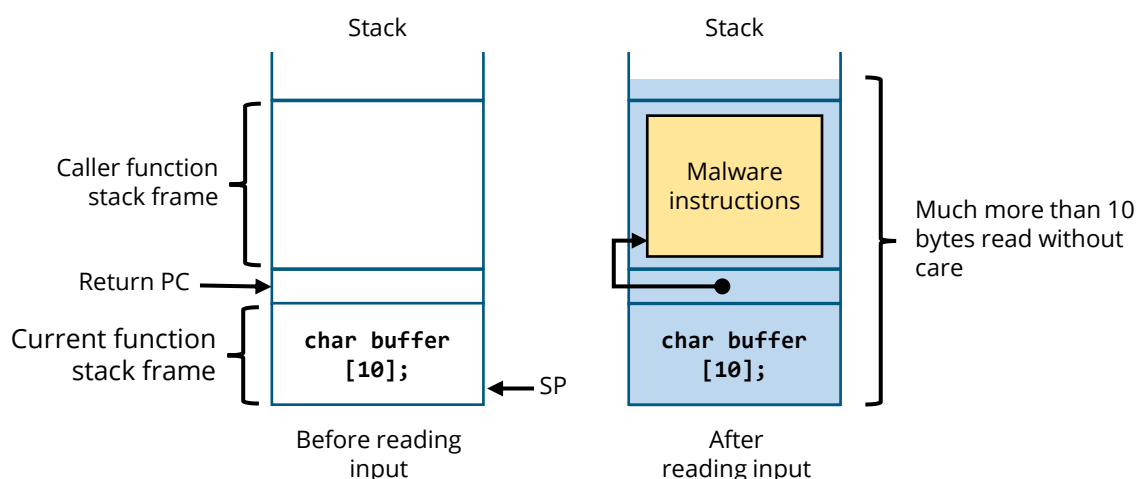 Stack
Stack
Caller function
stack frame
Malware
instructions
Much more than 10
bytes read without
care
Return PC
Current function
stack frame
char buffer
[10];
SP
char buffer
[10];
Before reading
input
After
reading input